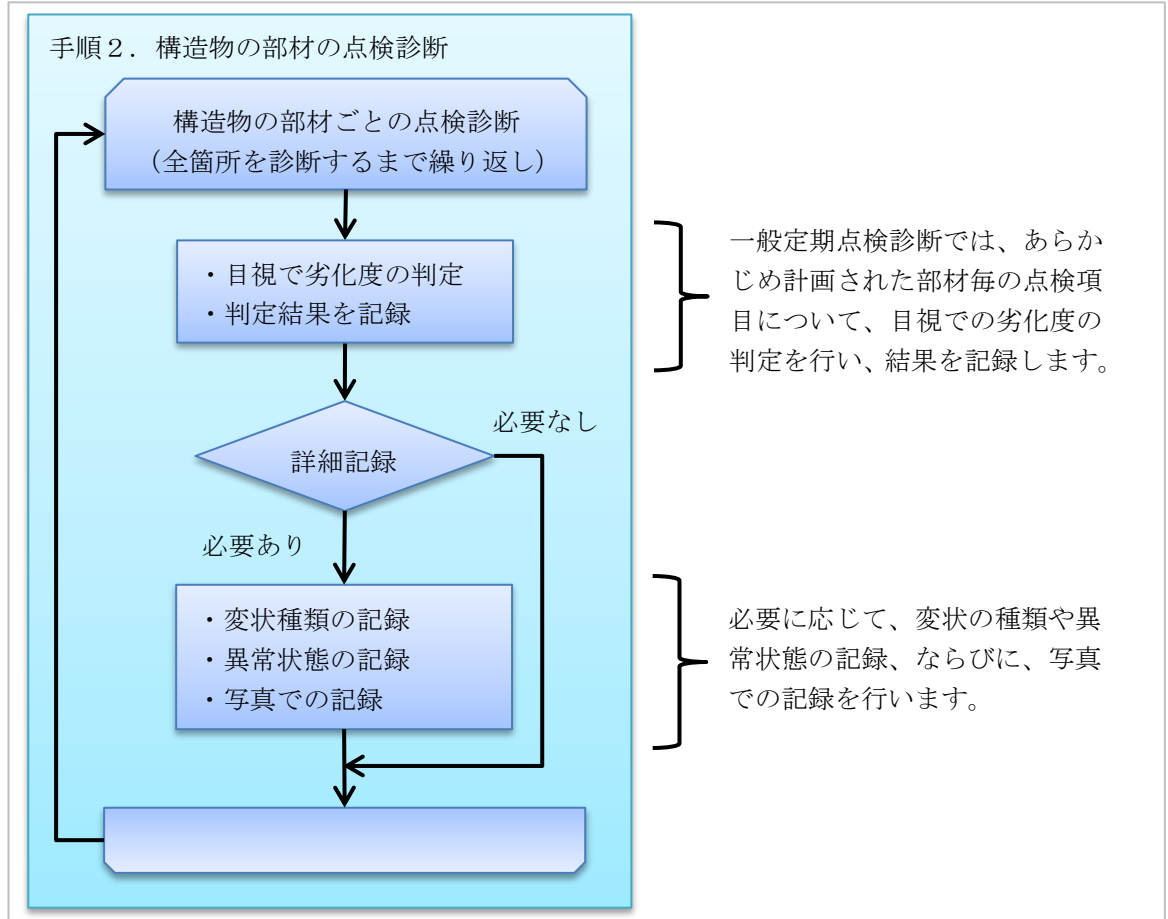 手順２．構造物の部材の点検診断
構造物の部材ごとの点検診断
（全箇所を診断するまで繰り返し）
・目視で劣化度の判定
・判定結果を記録
一般定期点検診断では、あらか
じめ計画された部材毎の点検項
目について、目視での劣化度の
判定を行い、結果を記録します。
必要なし
詳細記録
必要あり
・変状種類の記録
・異常状態の記録
・写真での記録
必要に応じて、変状の種類や異
常状態の記録、ならびに、写真
での記録を行います。